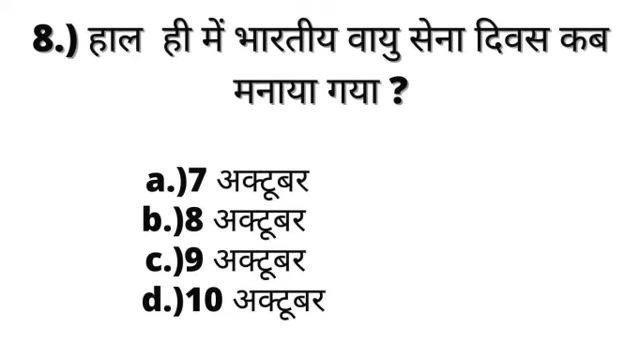 8.) हाल ही में भारतीय वायु सेना दिवस कब
मनाया गया ?
a.)7 अक्टूबर
b.)8 अक्टूबर
c.)9 अक्टूबर
d.)10 अक्टूबर